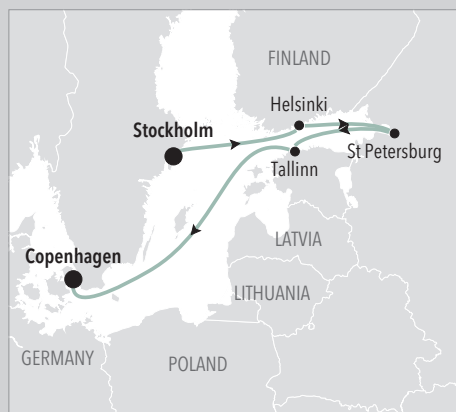 FINLAND
Helsinki
Stockholm
St Petersburg
Tallinn
LATVIA
Copenhagen
LITHUANIA
GERMANY
POLAND